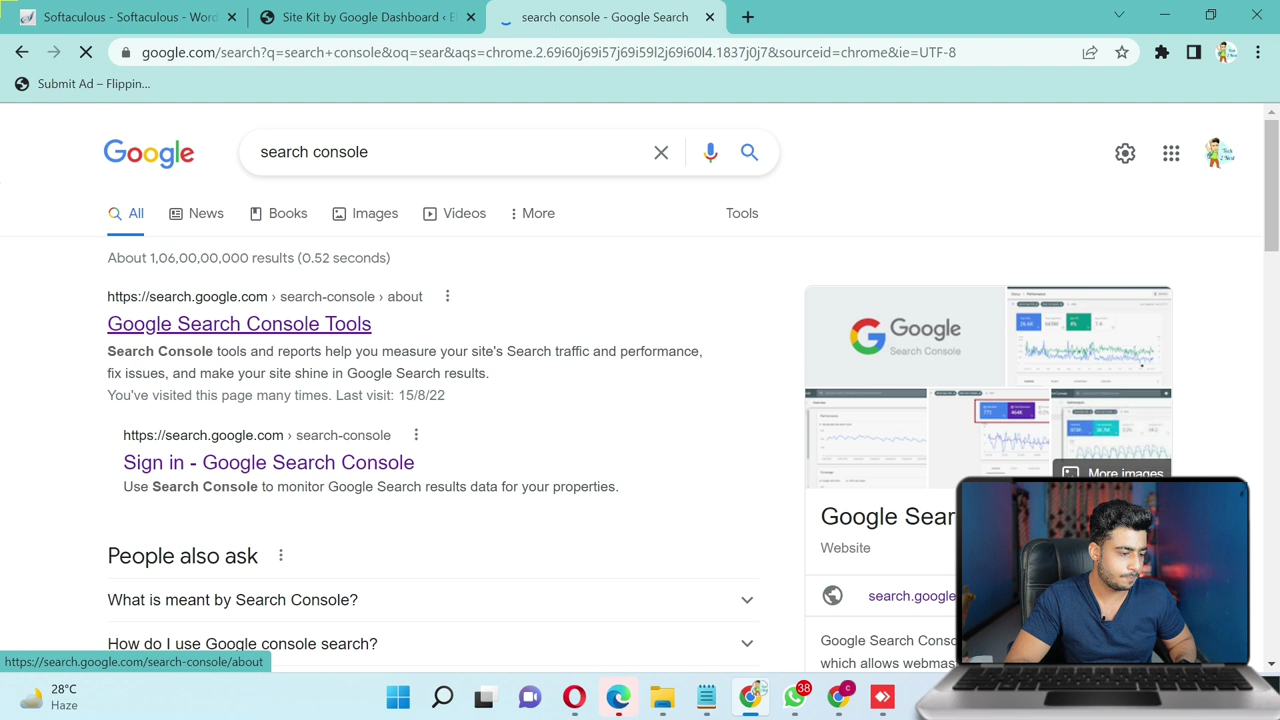 Softaculous - Softaculous - Wor
Site Kit by Google Dashboard ‹ El
search console - Google Search
google.com/search?q=search+console&oq=sear&aqs=chrome.2.69i60j69i57j69i59l2j69i60l4.1837j0j7&sourceid=chrome&ie=UTF-8
Submit Ad – Flippin...
Google
search console
All
News
Books
Images
Videos
More
Tools
About 1,06,00,00,000 results (0.52 seconds)
https://search.google.com › search-console › about
Google Search Console Tools
Search Console tools and reports help you measure your site's Search traffic and performance,
fix issues, and make your site shine in Google Search results.
You've visited this page many times. Last visit: 15/8/22
https://search.google.com › search-console
Sign in - Google Search Console
Use Search Console to monitor Google Search results data for your properties.
People also ask
What is meant by Search Console?
How do I use Google console search?
Google
Search Console
More images
Google Sear
Website
search.google
Google Search Conso
which allows webmas
https://search.google.com/search-console/about
28°C
Haze
38